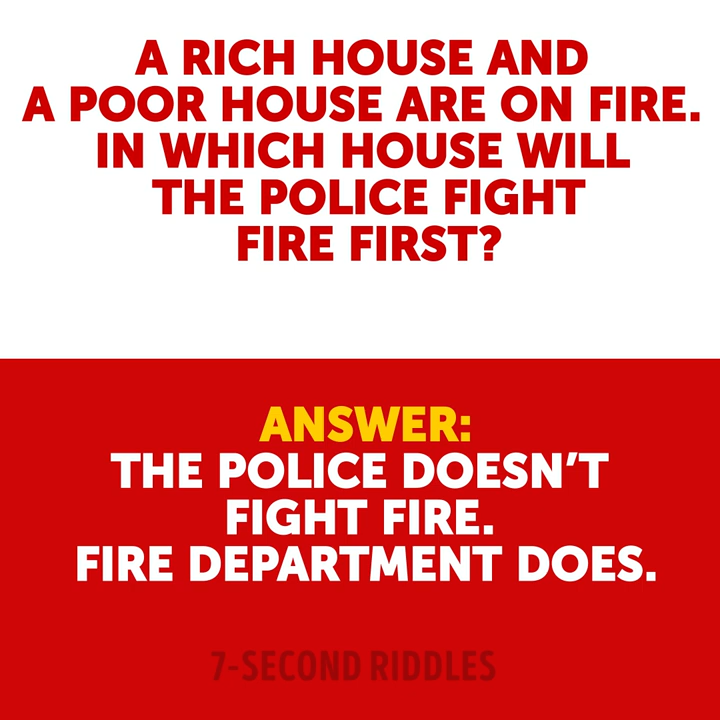 A RICH HOUSE AND
A POOR HOUSE ARE ON FIRE.
IN WHICH HOUSE WILL
THE POLICE FIGHT
FIRE FIRST?
ANSWER:
THE POLICE DOESN'T
FIGHT FIRE.
FIRE DEPARTMENT DOES.
7-SECOND RIDDLES